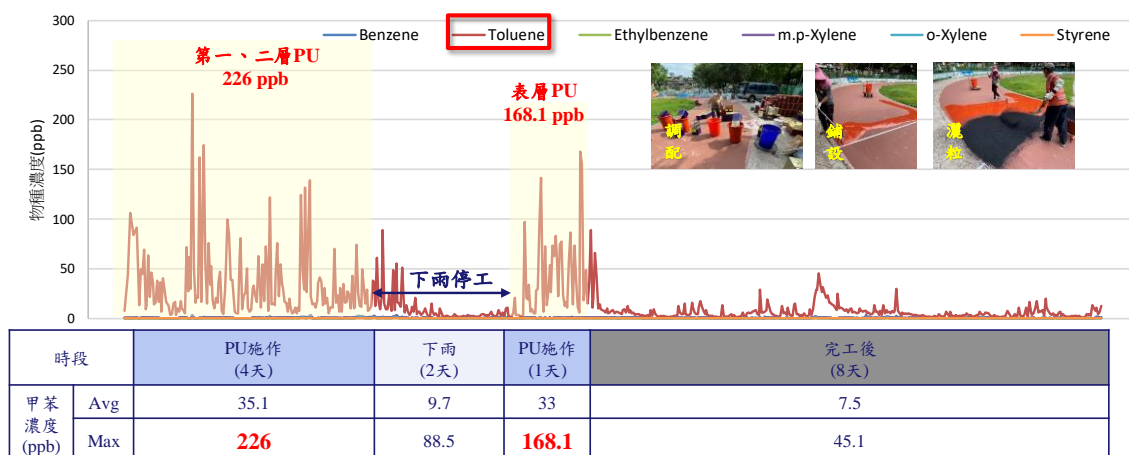 300
250
200
150
100
50
0
物種濃度(ppb)
Benzene Toluene Ethylbenzene m.p-Xylene o-Xylene Styrene
第一、二層PU
226 ppb
表層PU
168.1 ppb
調配
鋪設
灑粒
下雨停工
時段
PU施作
(4天)
下雨
(2天)
PU施作
(1天)
完工後
(8天)
甲苯
濃度
(ppb)
Avg 35.1 9.7 33 7.5
Max 226 88.5 168.1 45.1